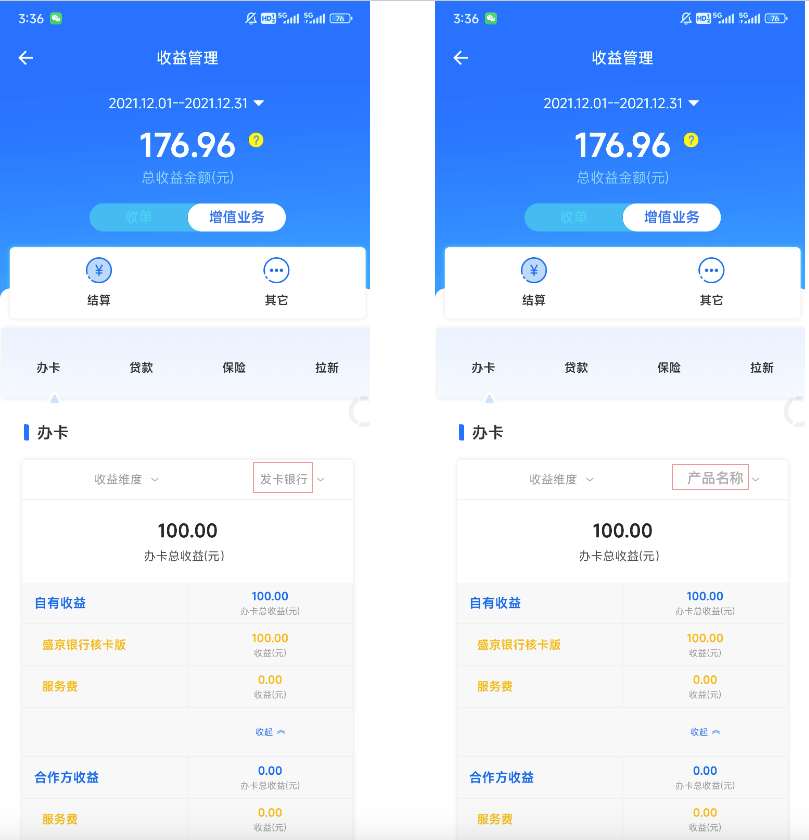 3:36 HD 5G 5G 76
收益管理
2021.12.01--2021.12.31
176.96 ?
总收益金额(元)
收单 增值业务
¥
结算 其它
办卡 贷款 保险 拉新
办卡
收益维度 发卡银行
100.00
办卡总收益(元)
自有收益 100.00
办卡总收益(元)
盛京银行核卡版 100.00
收益(元)
服务费 0.00
收益(元)
收起
合作方收益 0.00
办卡总收益(元)
服务费 0.00
收益(元)
3:36 HD 5G 5G 76
收益管理
2021.12.01--2021.12.31
176.96 ?
总收益金额(元)
收单 增值业务
¥
结算 其它
办卡 贷款 保险 拉新
办卡
收益维度 产品名称
100.00
办卡总收益(元)
自有收益 100.00
办卡总收益(元)
盛京银行核卡版 100.00
收益(元)
服务费 0.00
收益(元)
收起
合作方收益 0.00
办卡总收益(元)
服务费 0.00
收益(元)